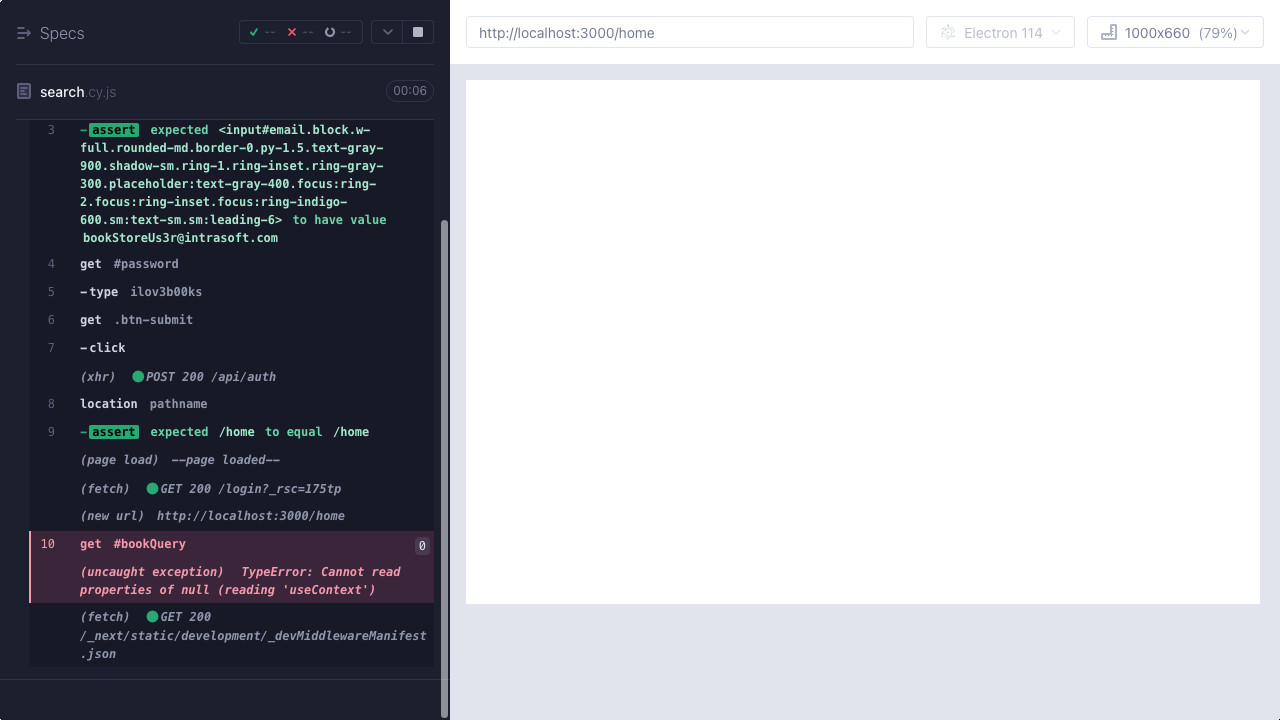 Specs
--
--
--
http://localhost:3000/home
Electron 114
1000x660 (79%)
search.cy.js
00:06
3 -assert expected <input#email.block.w-
full.rounded-md.border-0.py-1.5.text-gray-
900.shadow-sm.ring-1.ring-inset.ring-gray-
300.placeholder:text-gray-400.focus:ring-
2.focus:ring-inset.focus:ring-indigo-
600.sm:text-sm.sm:leading-6> to have value
bookStoreUs3r@intrasoft.com
4 get #password
5 -type ilov3b00ks
6 get .btn-submit
7 -click
(xhr) POST 200 /api/auth
8 location pathname
9 -assert expected /home to equal /home
(page load) --page loaded--
(fetch) GET 200 /login?_rsc=175tp
(new url) http://localhost:3000/home
10 get #bookQuery 0
(uncaught exception) TypeError: Cannot read
properties of null (reading 'useContext')
(fetch) GET 200
/_next/static/development/_devMiddlewareManifest
.json